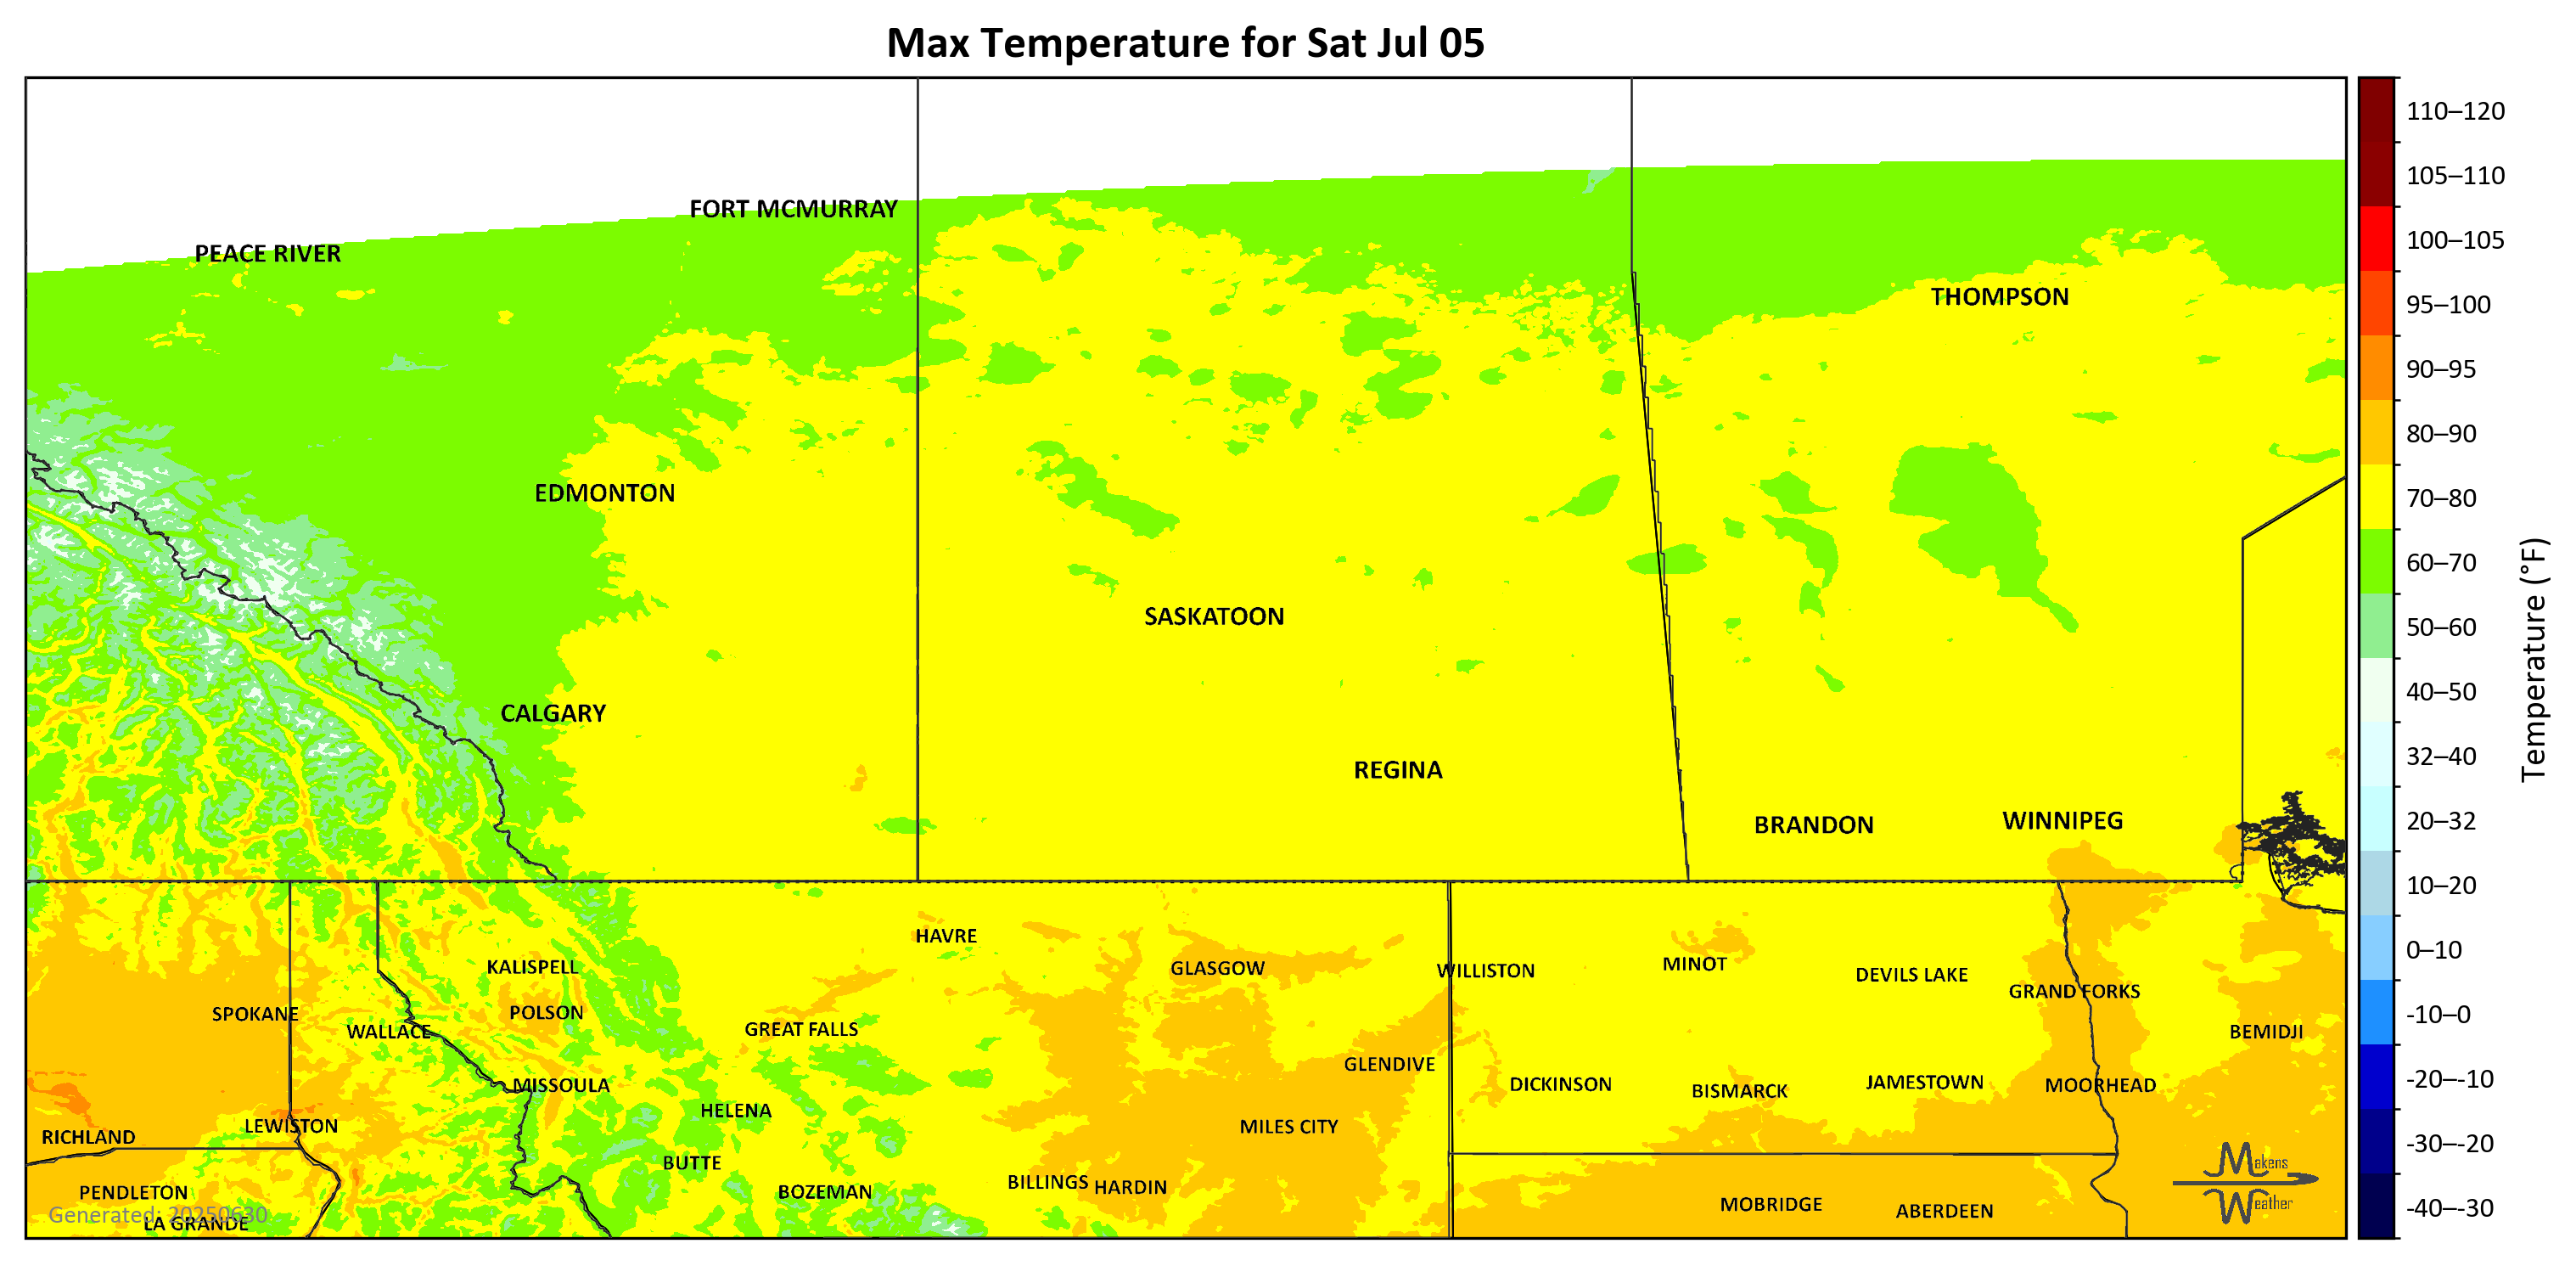 Max Temperature for Sat Jul 05
FORT MCMURRAY
PEACE RIVER
THOMPSON
EDMONTON
SASKATOON
CALGARY
REGINA
BRANDON
WINNIPEG
HAVRE
KALISPELL
GLASGOW
WILLISTON
MINOT
DEVILS LAKE
GRAND FORKS
SPOKANE
POLSON
WALLACE
GREAT FALLS
BEMIDJI
GLENDIVE
MISSOULA
DICKINSON
BISMARCK
JAMESTOWN
MOORHEAD
HELENA
LEWISTON
MILES CITY
RICHLAND
BUTTE
BILLINGS
HARDIN
PENDLETON
BOZEMAN
MOBRIDGE
ABERDEEN
LA GRANDE
Generated: 20250630
Makens
Weather
110–120
105–110
100–105
95–100
90–95
80–90
70–80
60–70
50–60
40–50
32–40
20–32
10–20
0–10
-10–0
-20–-10
-30–-20
-40–-30
Temperature (°F)